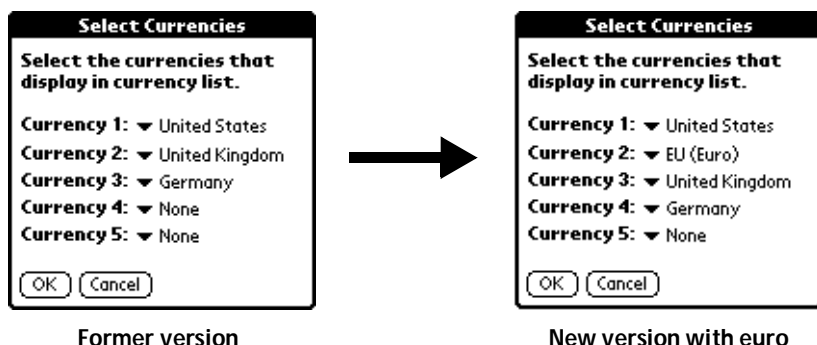 Select Currencies
Select the currencies that
display in currency list.
Currency 1: United States
Currency 2: United Kingdom
Currency 3: Germany
Currency 4: None
Currency 5: None
OK Cancel
Former version
Select Currencies
Select the currencies that
display in currency list.
Currency 1: United States
Currency 2: EU (Euro)
Currency 3: United Kingdom
Currency 4: Germany
Currency 5: None
OK Cancel
New version with euro